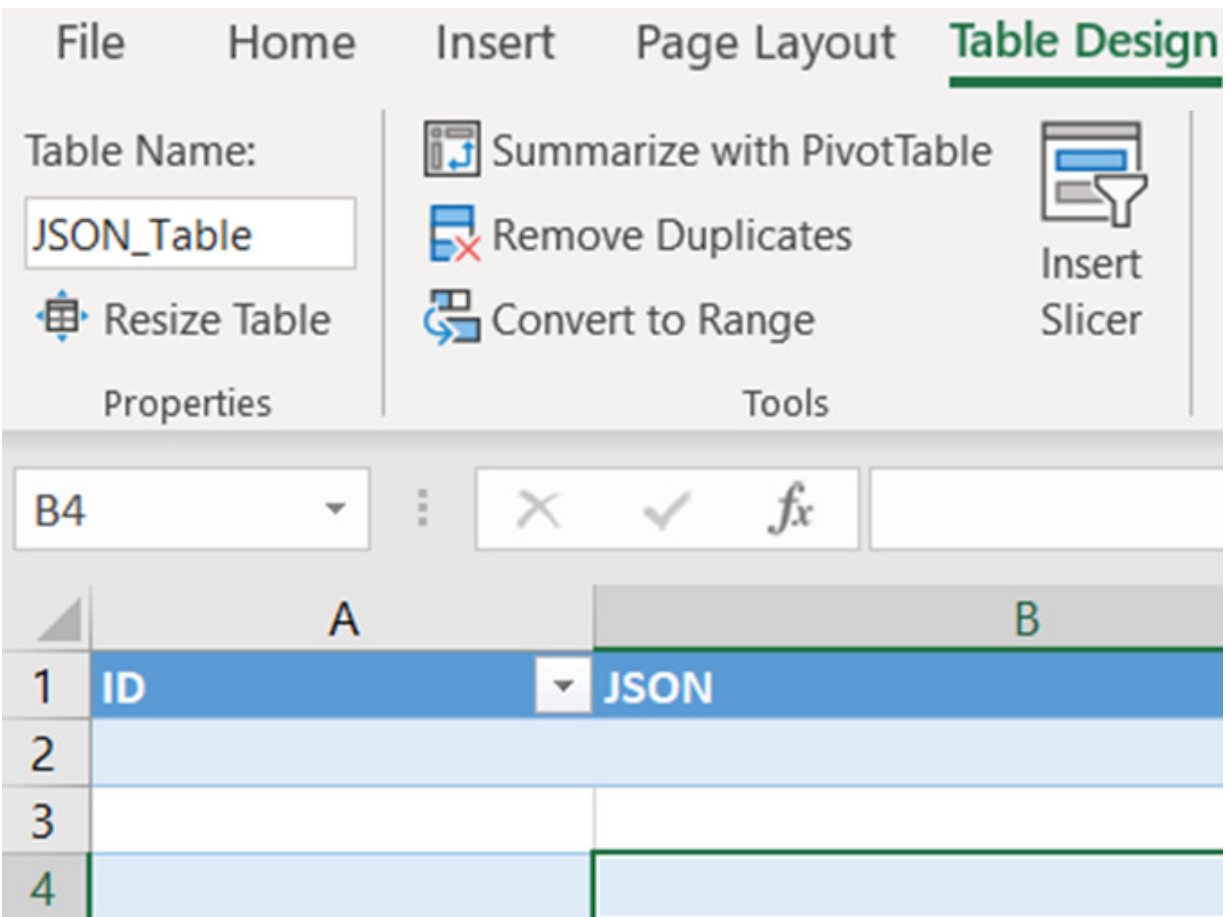 File Home Insert Page Layout Table Design
Table Name:
JSON_Table
Resize Table
Properties
Summarize with PivotTable
Remove Duplicates
Convert to Range
Insert
Slicer
Tools
B4 fx
A B
1 ID JSON
2
3
4